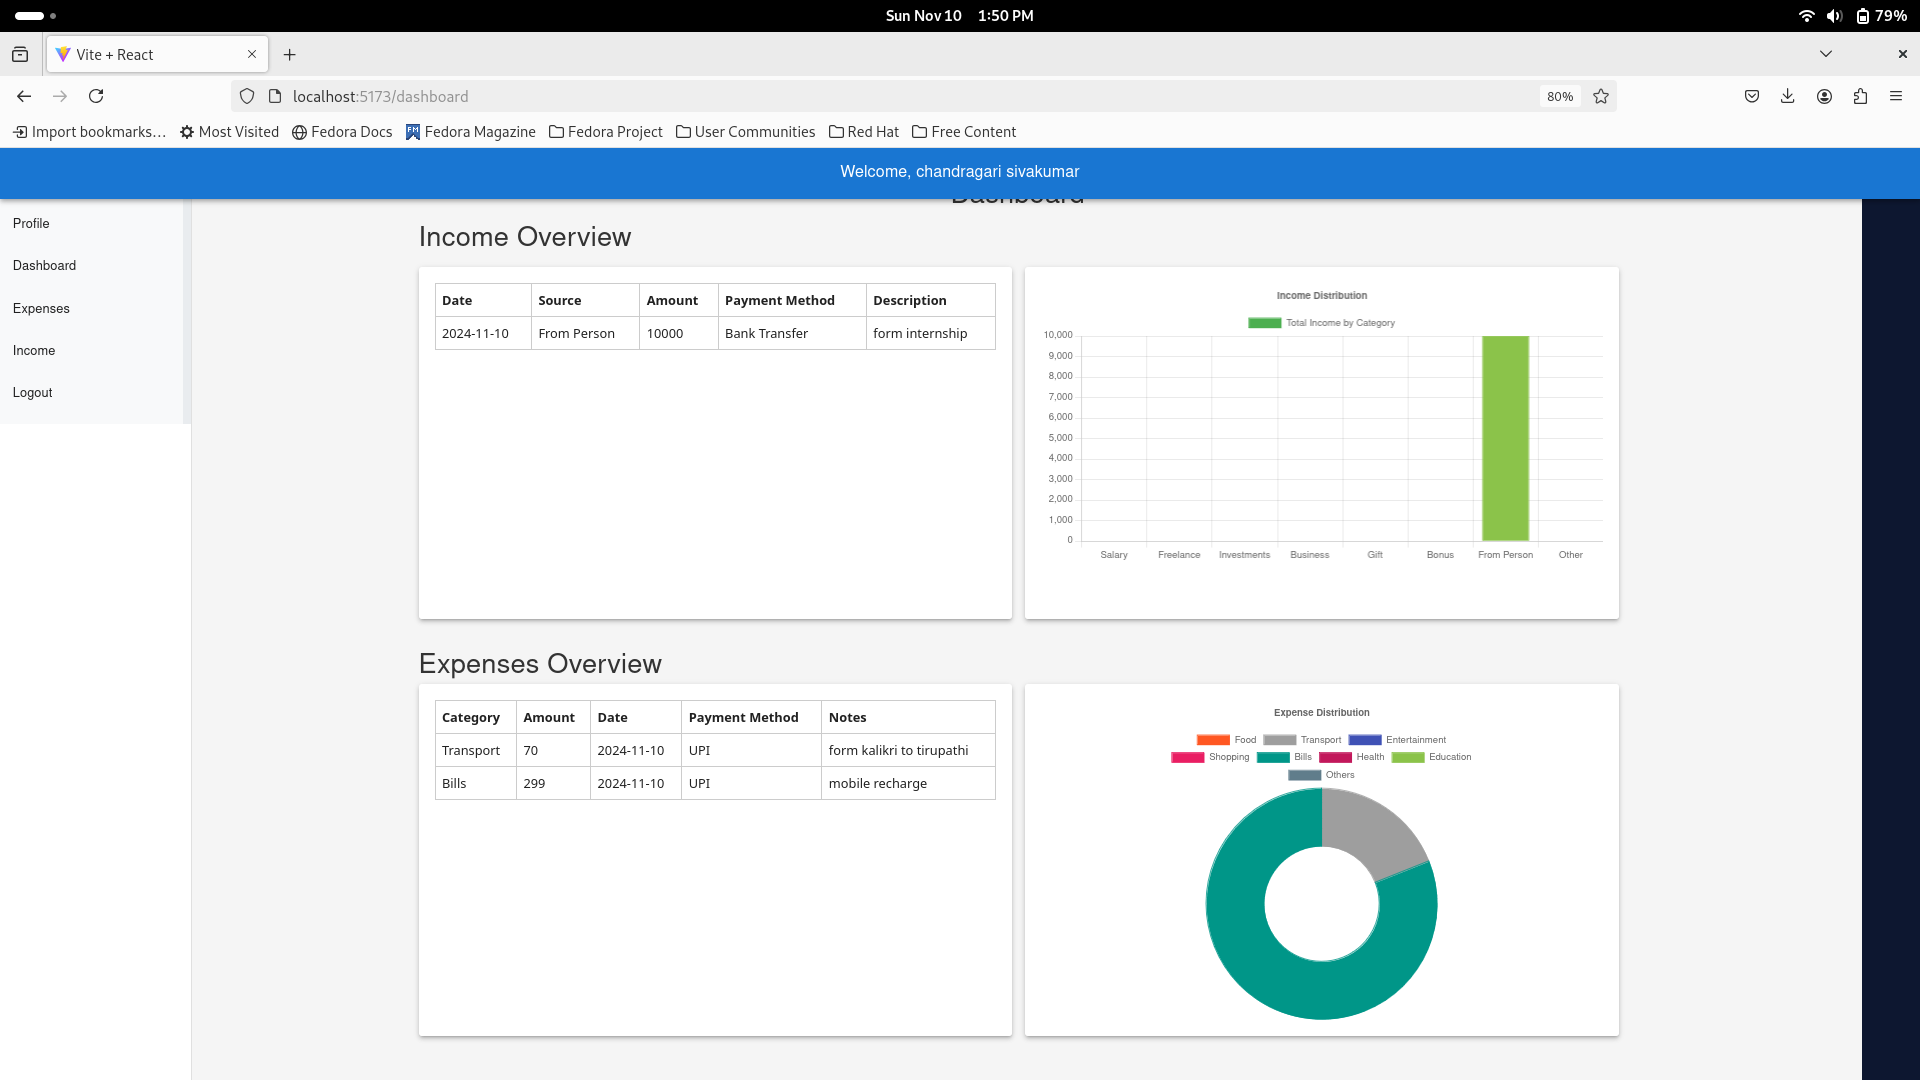 Sun Nov 10 1:50 PM
79%
Vite + React
localhost:5173/dashboard
80%
Import bookmarks... Most Visited Fedora Docs Fedora Magazine Fedora Project User Communities Red Hat Free Content
Welcome, chandragari sivakumar
Dashboard
Profile
Dashboard
Expenses
Income
Logout
Income Overview
Date Source Amount Payment Method Description
2024-11-10 From Person 10000 Bank Transfer form internship
Income Distribution
Total Income by Category
10,000
9,000
8,000
7,000
6,000
5,000
4,000
3,000
2,000
1,000
0
Salary Freelance Investments Business Gift Bonus From Person Other
Expenses Overview
Category Amount Date Payment Method Notes
Transport 70 2024-11-10 UPI form kalikri to tirupathi
Bills 299 2024-11-10 UPI mobile recharge
Expense Distribution
Food Transport Entertainment
Shopping Bills Health Education
Others